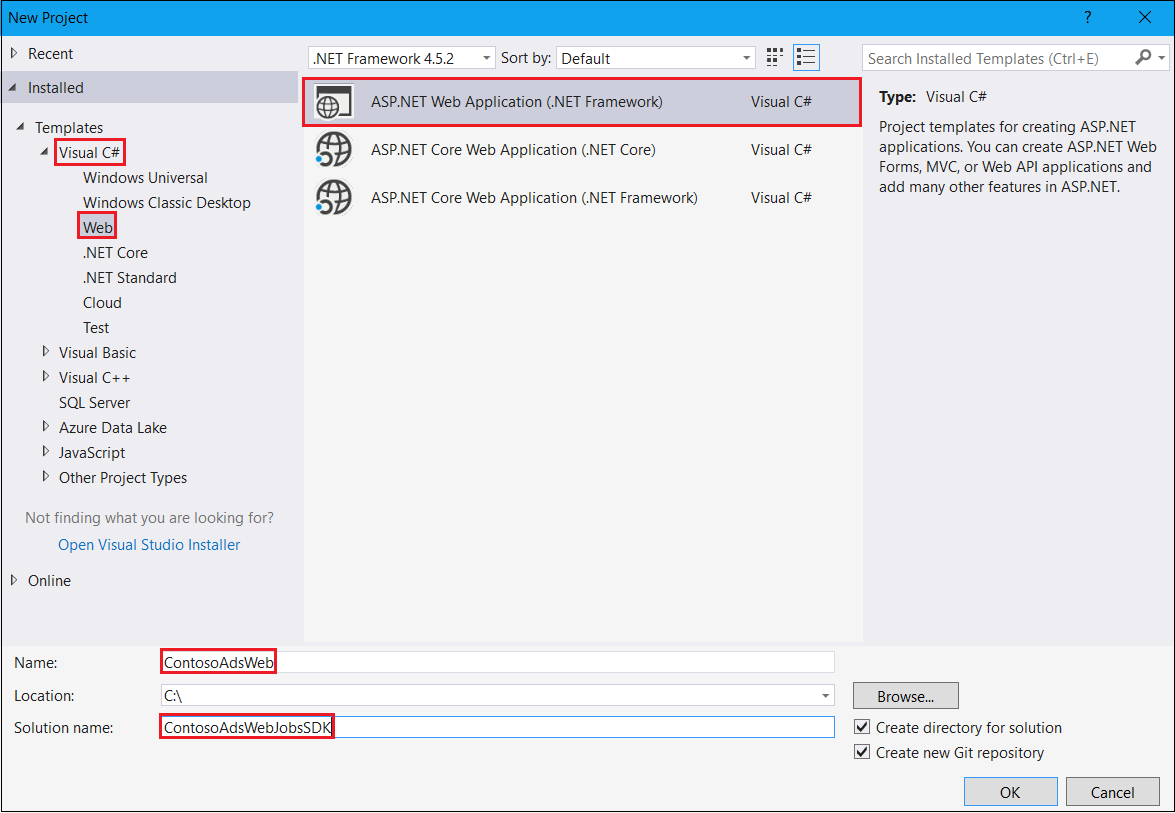 New Project
?
Recent
Installed
Templates
Visual C#
Windows Universal
Windows Classic Desktop
Web
.NET Core
.NET Standard
Cloud
Test
Visual Basic
Visual C++
SQL Server
Azure Data Lake
JavaScript
Other Project Types
Not finding what you are looking for?
Open Visual Studio Installer
Online
.NET Framework 4.5.2 Sort by: Default
ASP.NET Web Application (.NET Framework) Visual C#
ASP.NET Core Web Application (.NET Core) Visual C#
ASP.NET Core Web Application (.NET Framework) Visual C#
Search Installed Templates (Ctrl+E)
Type: Visual C#
Project templates for creating ASP.NET
applications. You can create ASP.NET Web
Forms, MVC, or Web API applications and
add many other features in ASP.NET.
Name: ContosoAdsWeb
Location: C:\
Browse...
Solution name: ContosoAdsWebJobsSDK
Create directory for solution
Create new Git repository
OK Cancel